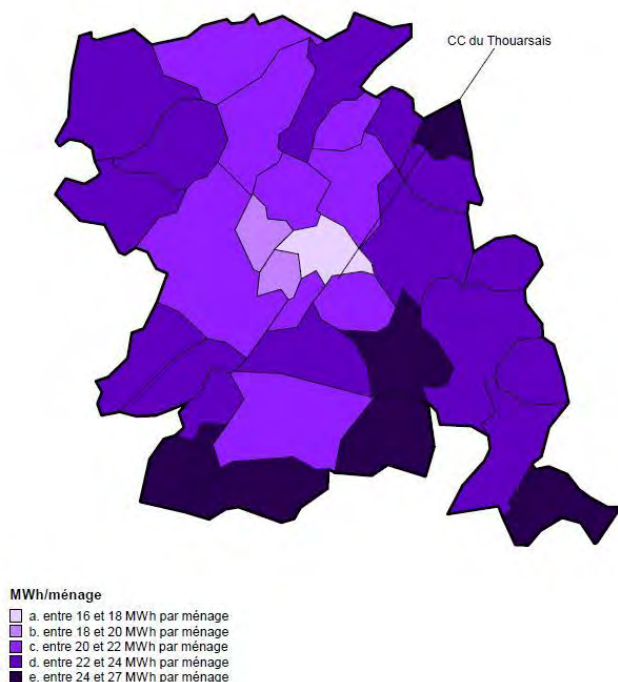 CC du Thouarsais
MWh/ménage
a. entre 16 et 18 MWh par ménage
b. entre 18 et 20 MWh par ménage
c. entre 20 et 22 MWh par ménage
d. entre 22 et 24 MWh par ménage
e. entre 24 et 27 MWh par ménage